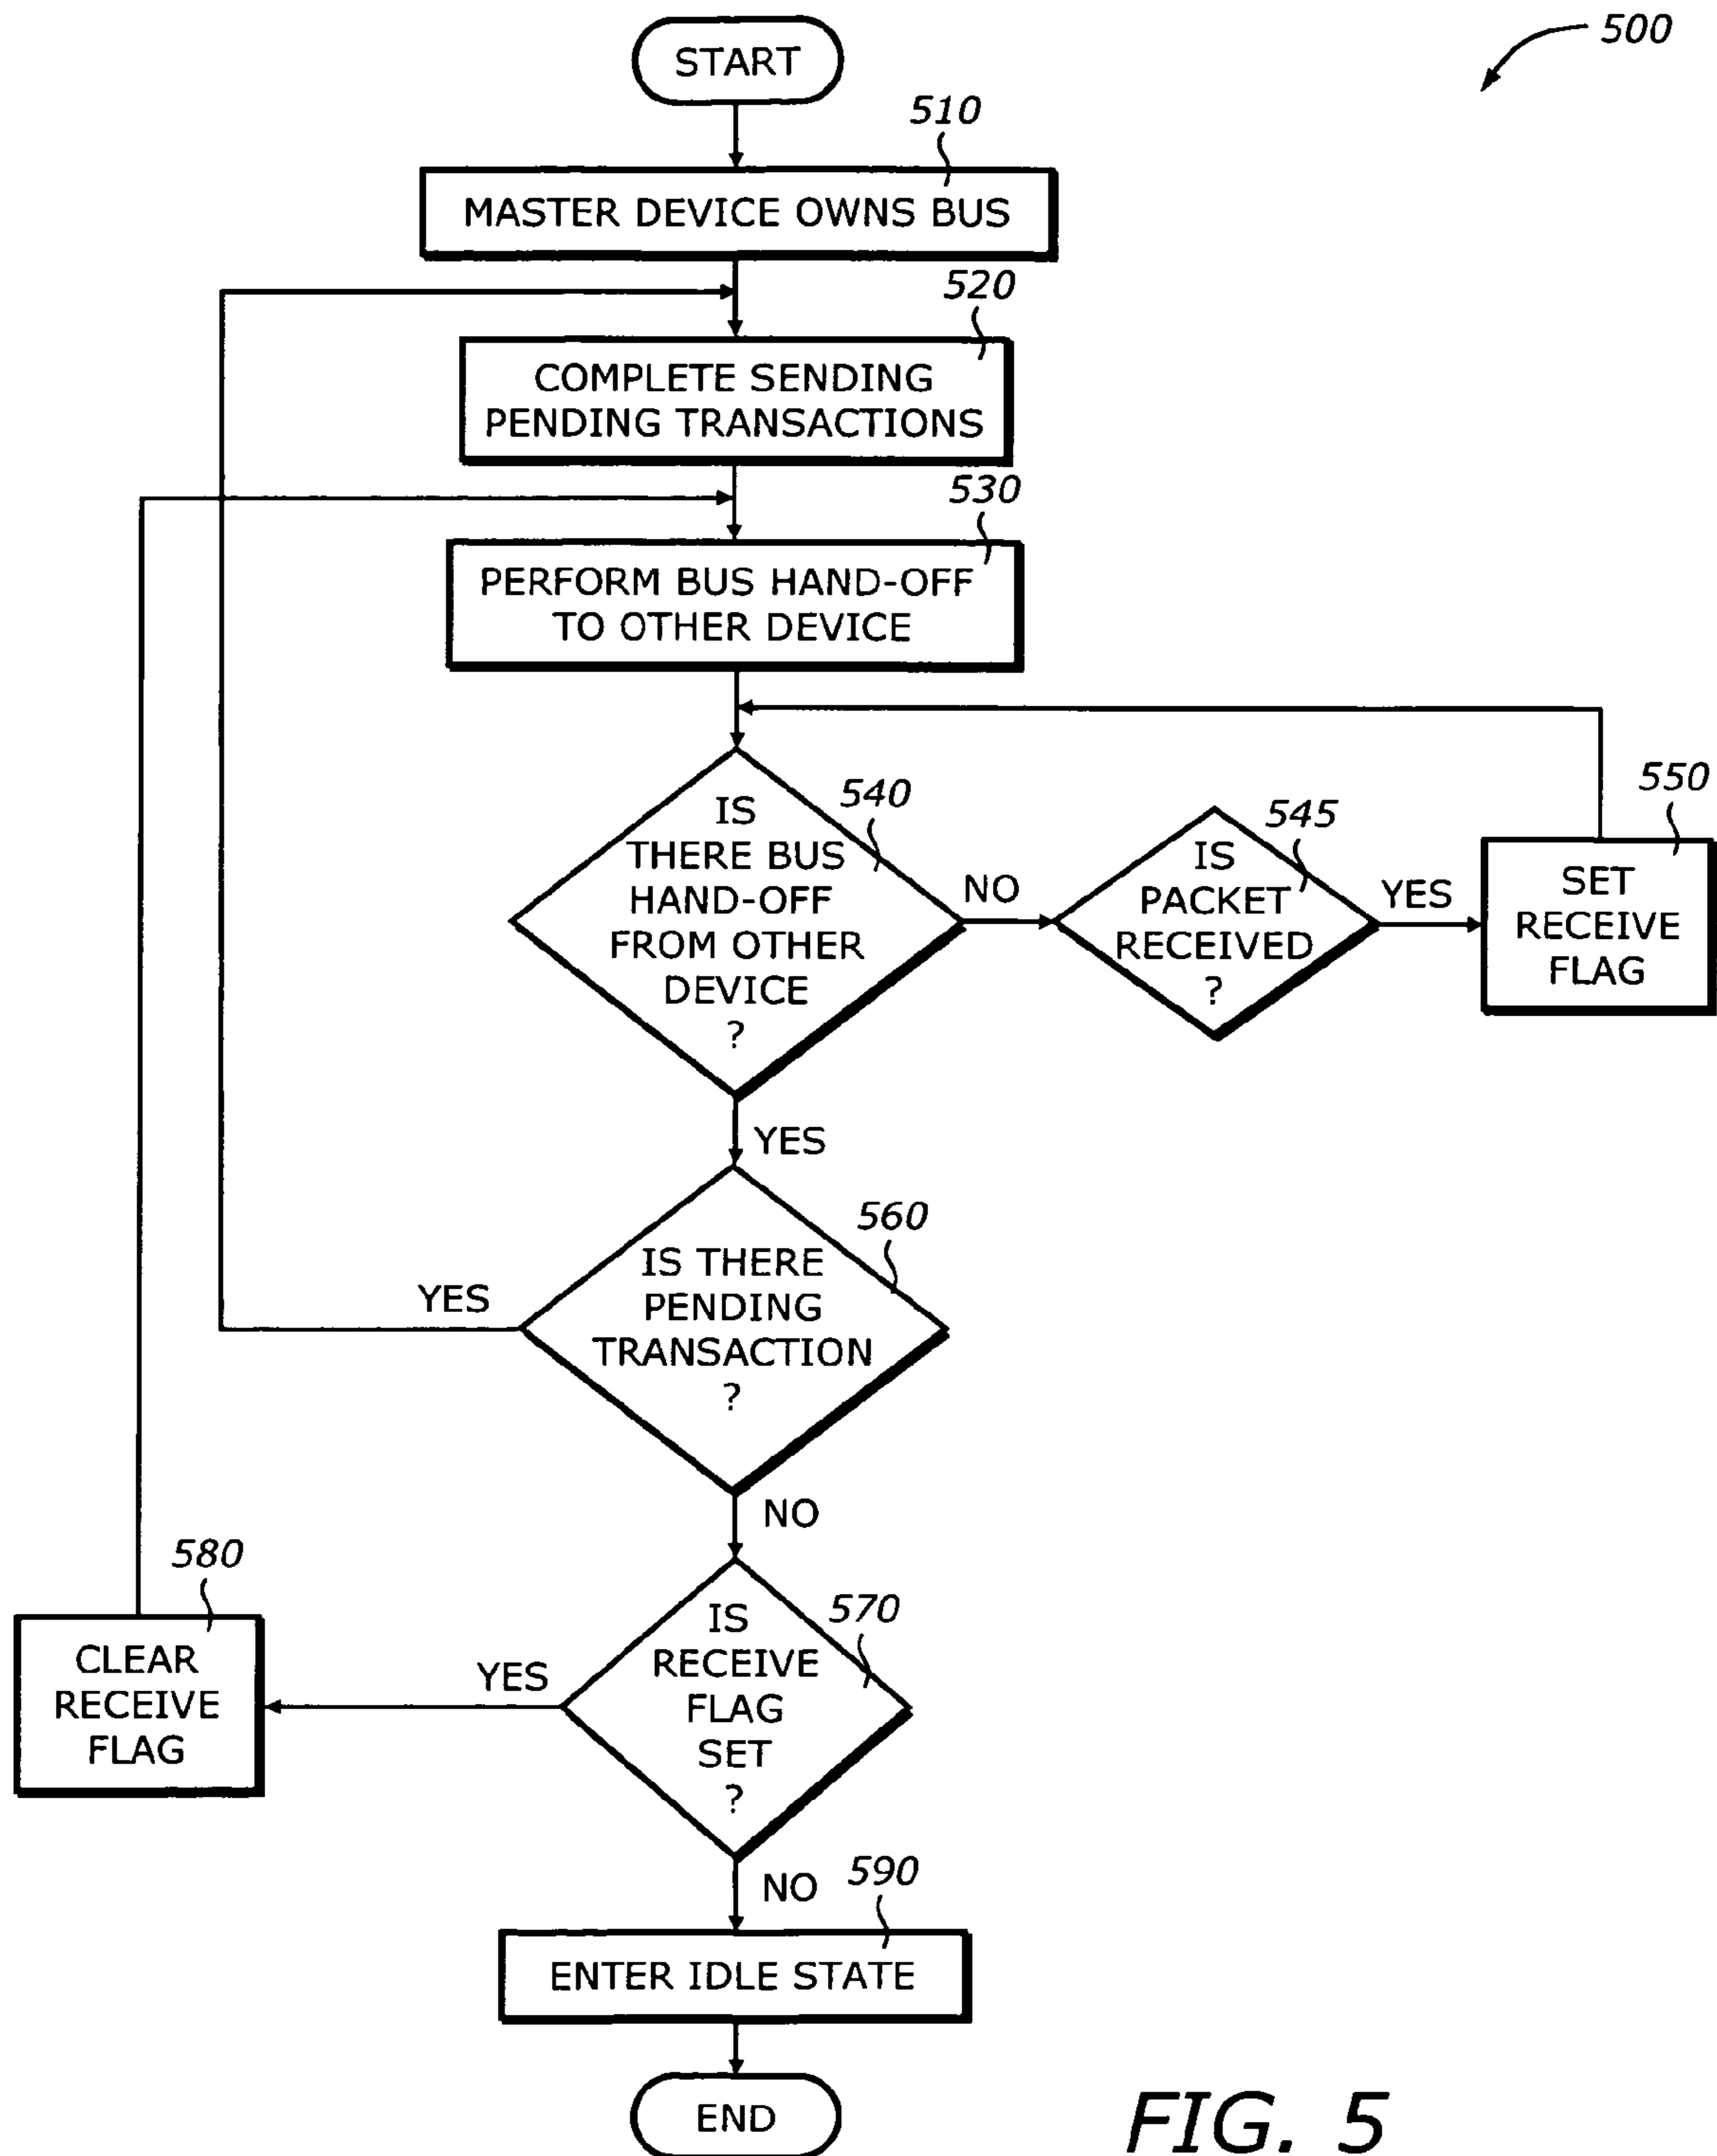 500
START
510
MASTER DEVICE OWNS BUS
520
COMPLETE SENDING
PENDING TRANSACTIONS
530
PERFORM BUS HAND-OFF
TO OTHER DEVICE
540
IS
THERE BUS
HAND-OFF
FROM OTHER
DEVICE
?
NO
545
IS
PACKET
RECEIVED
?
YES
550
SET
RECEIVE
FLAG
YES
560
IS THERE
PENDING
TRANSACTION
?
YES
NO
570
IS
RECEIVE
FLAG
SET
?
YES
580
CLEAR
RECEIVE
FLAG
NO
590
ENTER IDLE STATE
END
FIG. 5